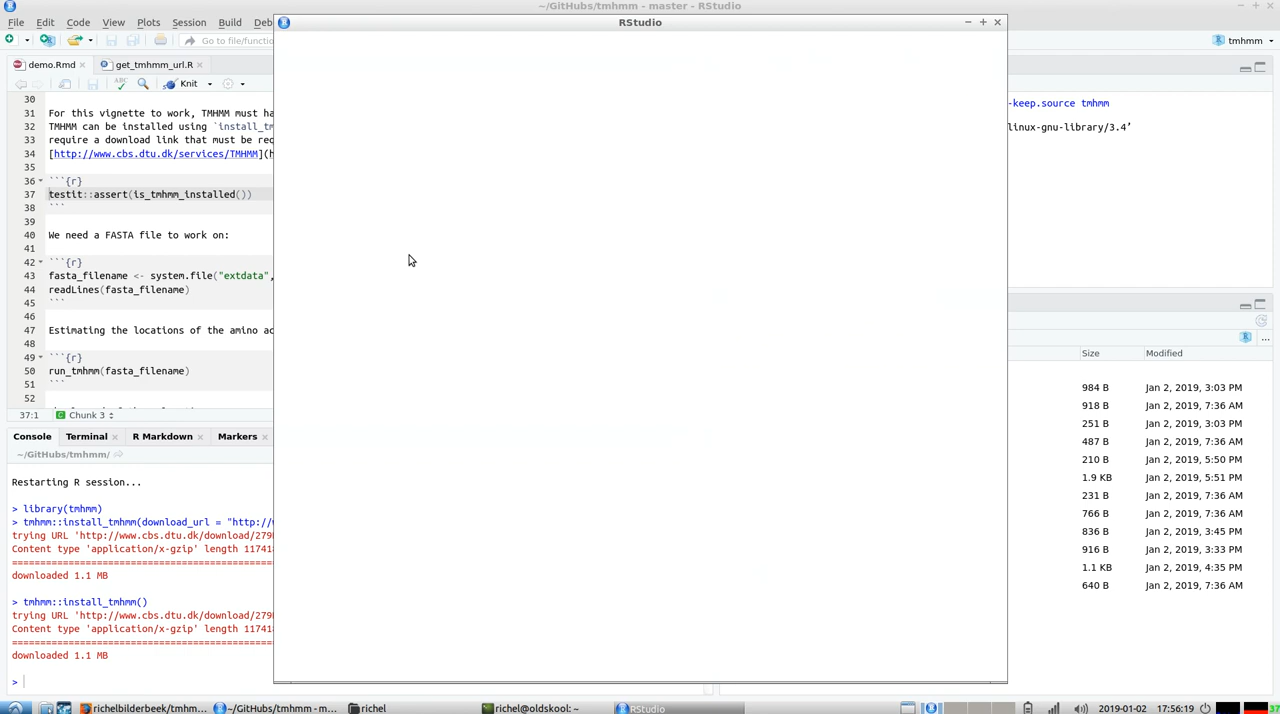 ~/GitHubs/tmhmm - master - RStudio
RStudio
File Edit Code View Plots Session Build Deb
Go to file/functio
tmhmm
demo.Rmd
get_tmhmm_url.R
ABC
Knit
30
31 For this vignette to work, TMHMM must ha
32 TMHMM can be installed using `install_tm
33 require a download link that must be req
34 [http://www.cbs.dtu.dk/services/TMHMM](h
35
36 ```{r}
37 testit::assert(is_tmhmm_installed())
38 ```
39
40 We need a FASTA file to work on:
41
42 ```{r}
43 fasta_filename <- system.file("extdata",
44 readLines(fasta_filename)
45 ```
46
47 Estimating the locations of the amino ac
48
49 ```{r}
50 run_tmhmm(fasta_filename)
51 ```
52
37:1 Chunk 3
Console Terminal R Markdown Markers
~/GitHubs/tmhmm/
Restarting R session...
> library(tmhmm)
> tmhmm::install_tmhmm(download_url = "http://w
trying URL 'http://www.cbs.dtu.dk/download/279
Content type 'application/x-gzip' length 11741
==============================
downloaded 1.1 MB
> tmhmm::install_tmhmm()
trying URL 'http://www.cbs.dtu.dk/download/279
Content type 'application/x-gzip' length 11741
==============================
downloaded 1.1 MB
>
-keep.source tmhmm
linux-gnu-library/3.4’
...
Size Modified
984 B Jan 2, 2019, 3:03 PM
918 B Jan 2, 2019, 7:36 AM
251 B Jan 2, 2019, 3:03 PM
487 B Jan 2, 2019, 7:36 AM
210 B Jan 2, 2019, 5:50 PM
1.9 KB Jan 2, 2019, 5:51 PM
231 B Jan 2, 2019, 7:36 AM
766 B Jan 2, 2019, 7:36 AM
836 B Jan 2, 2019, 3:45 PM
916 B Jan 2, 2019, 3:33 PM
1.1 KB Jan 2, 2019, 4:35 PM
640 B Jan 2, 2019, 7:36 AM
richelbilderbeek/tmhm... ~/GitHubs/tmhmm - m... richel richel@oldskool: ~ RStudio 2019-01-02 17:56:19 37